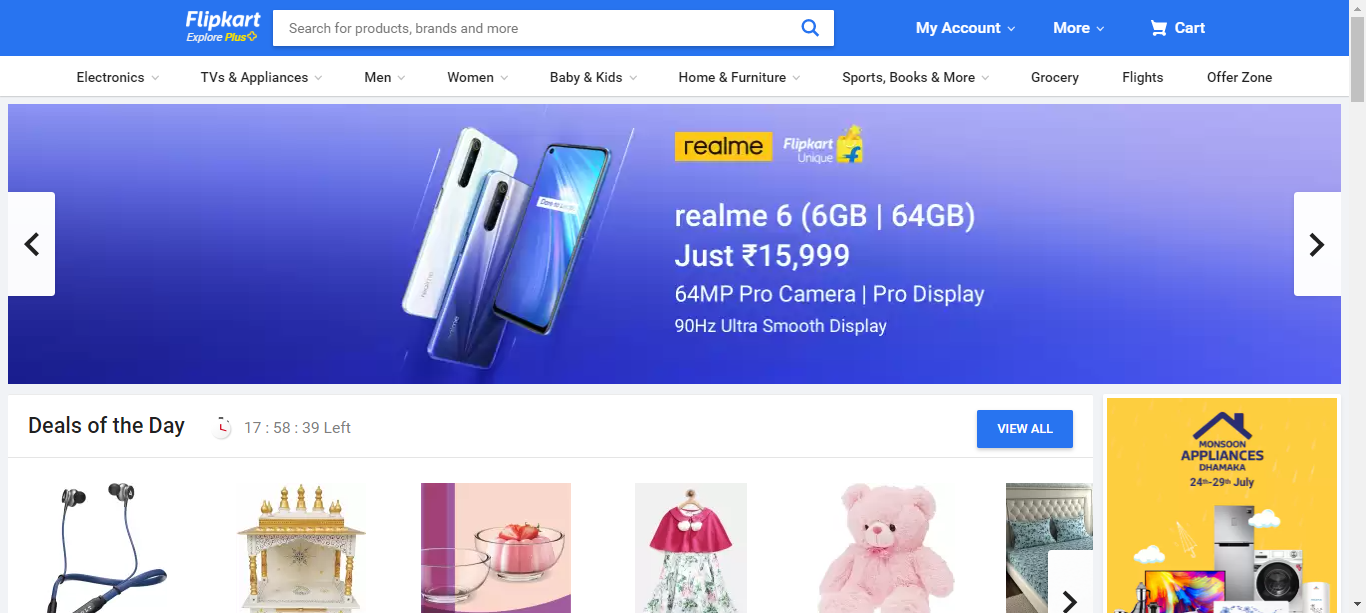 Flipkart
Explore Plus
Search for products, brands and more
My Account
More
Cart
Electronics
TVs & Appliances
Men
Women
Baby & Kids
Home & Furniture
Sports, Books & More
Grocery
Flights
Offer Zone
realme
Flipkart
Unique
realme 6 (6GB | 64GB)
Just ₹15,999
64MP Pro Camera | Pro Display
90Hz Ultra Smooth Display
realme
realme
Deals of the Day
17 : 58 : 39 Left
VIEW ALL
MONSOON
APPLIANCES
DHAMAKA
24th-29th July